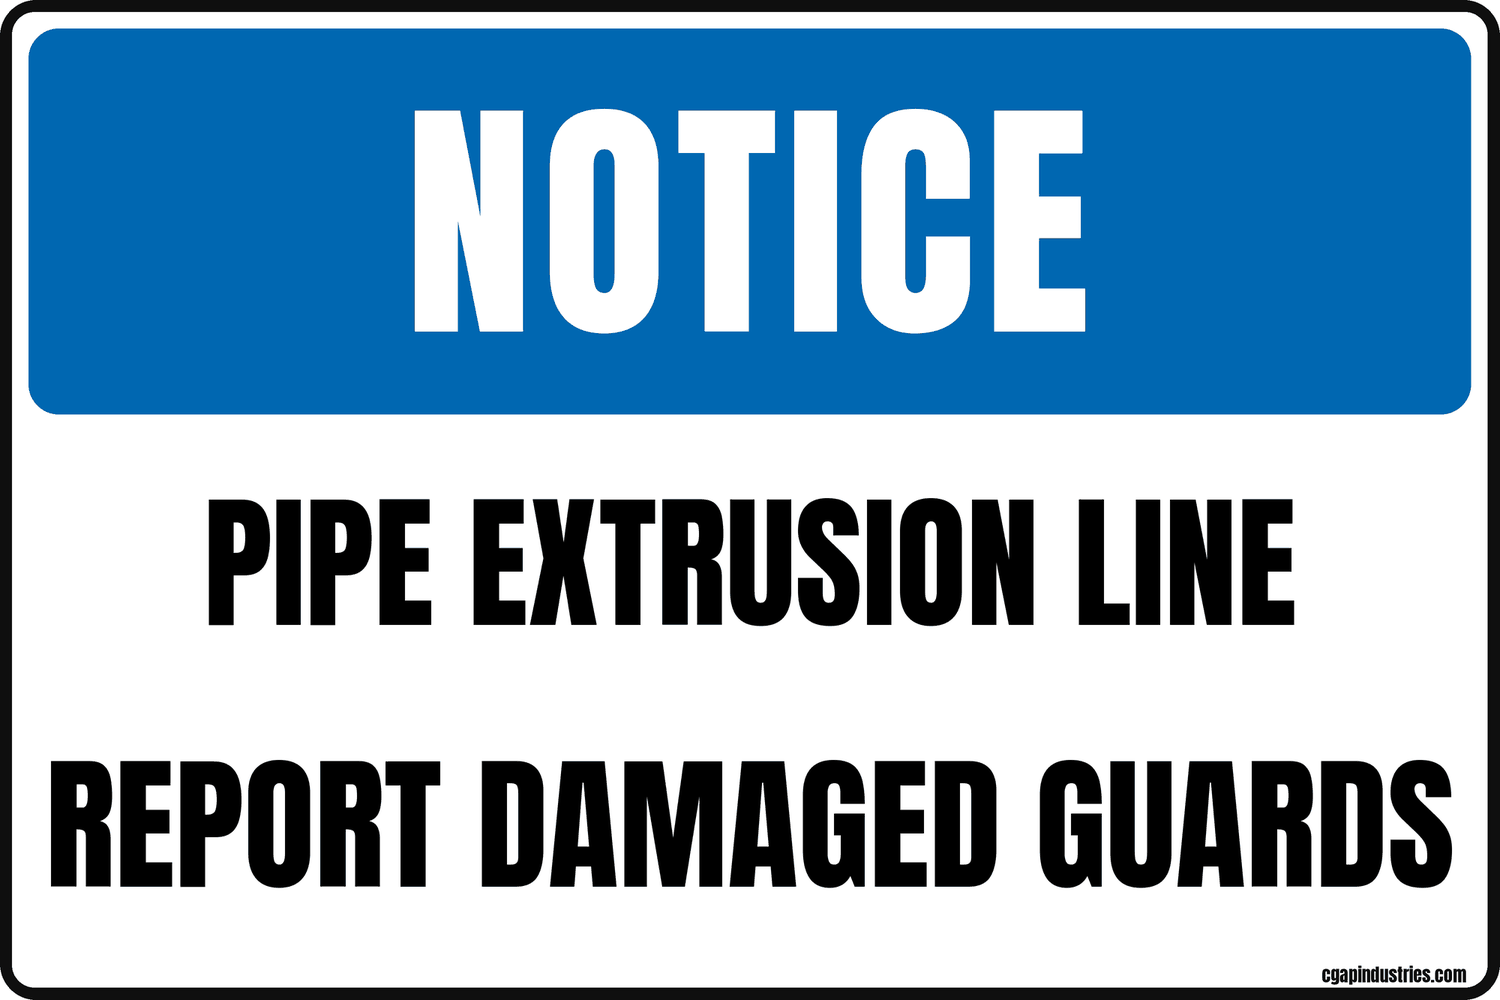 NOTICE
PIPE EXTRUSION LINE
REPORT DAMAGED GUARDS
cgapindustries.com